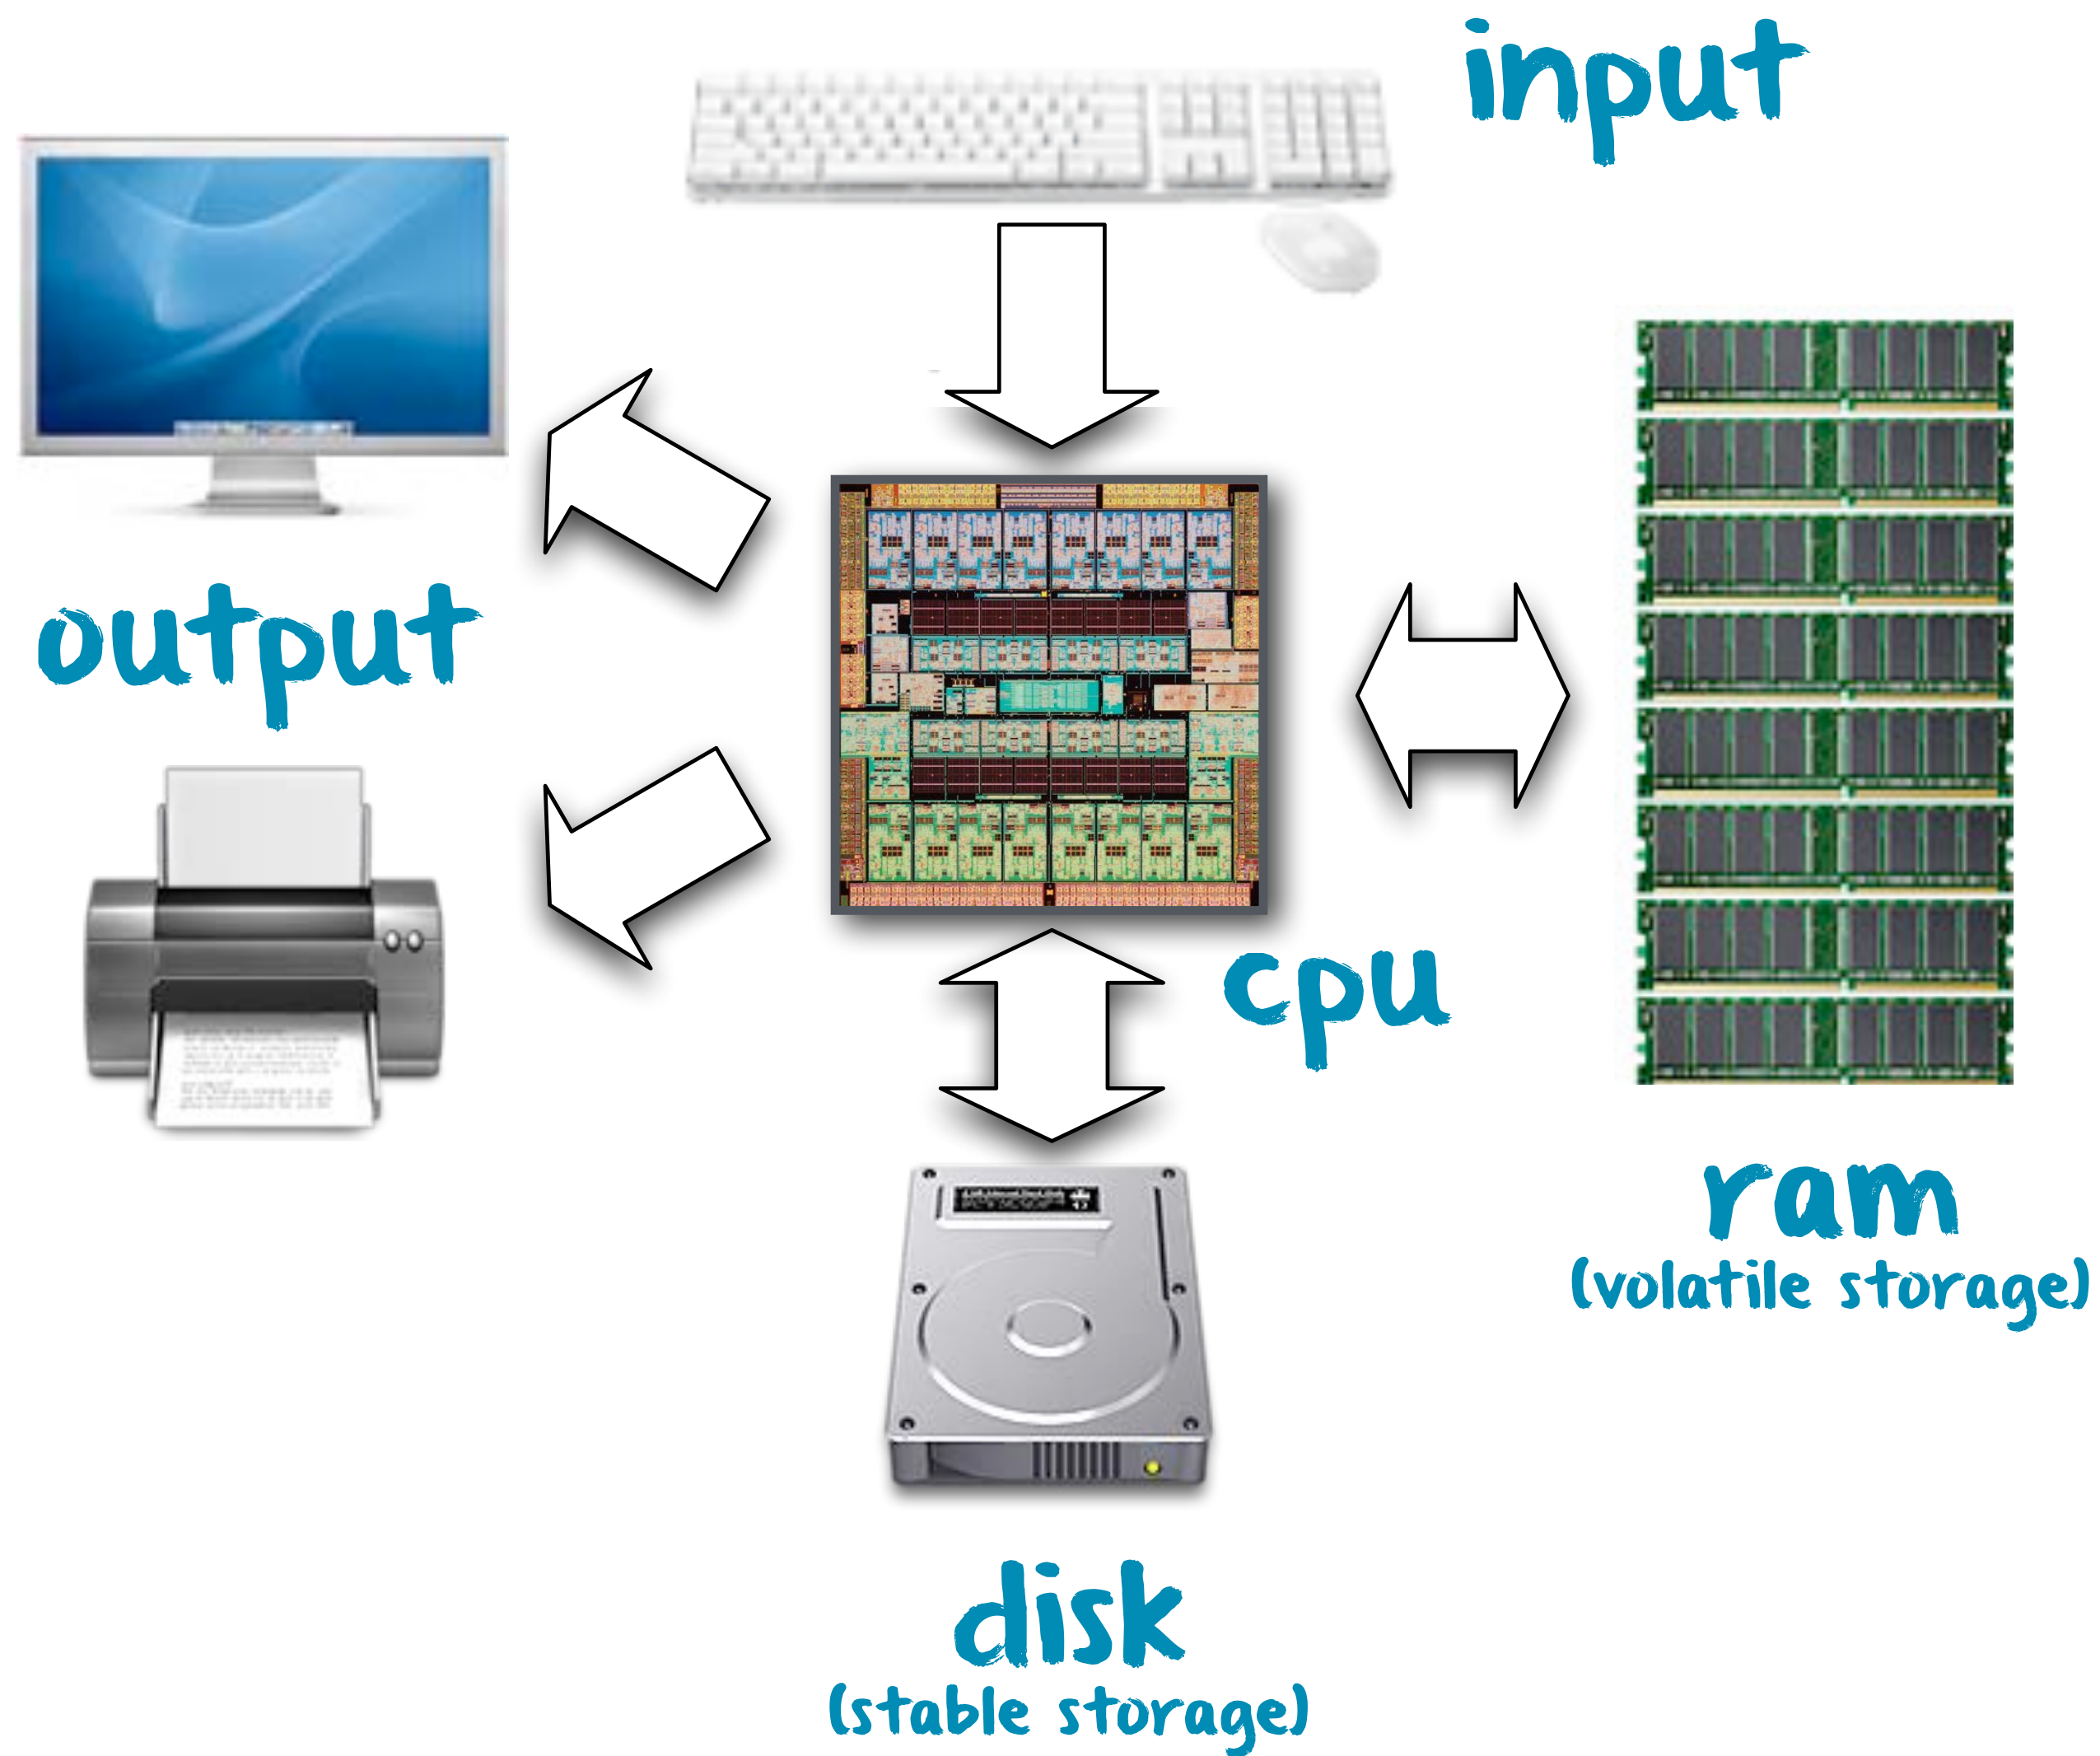 input
output
cpu
ram
(volatile storage)
disk
(stable storage)